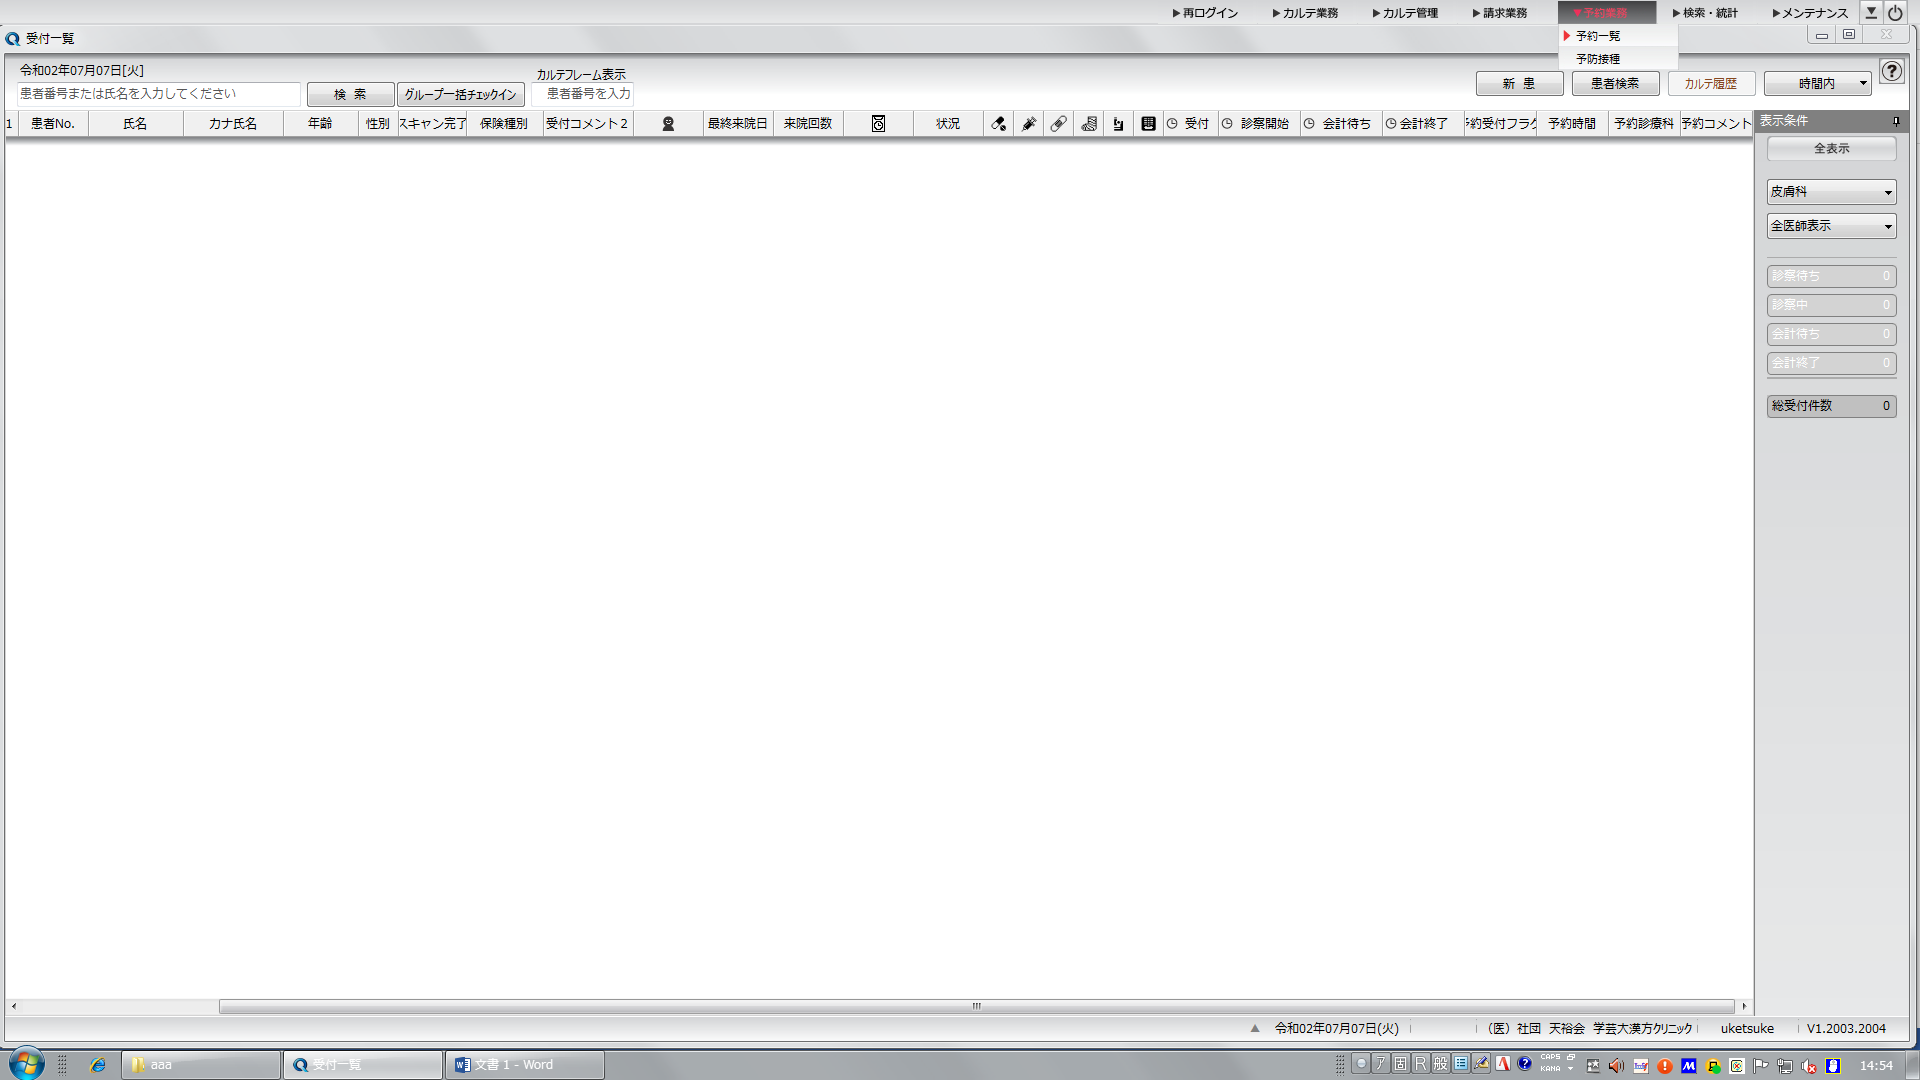 ▶再ログイン ▶カルテ業務 ▶カルテ管理 ▶請求業務 ▼予約業務 ▶検索・統計 ▶メンテナンス
受付一覧
予約一覧
予防接種
令和02年07月07日[火]
カルテフレーム表示
患者番号または氏名を入力してください 検 索 グループ一括チェックイン 患者番号を入力
新 患 患者検索 カルテ履歴 時間内
1 患者No. 氏名 カナ氏名 年齢 性別 スキャン完了 保険種別 受付コメント2 最終来院日 来院回数 状況 受付 診察開始 会計待ち 会計終了 予約受付フラグ 予約時間 予約診療科 予約コメント
表示条件
全表示
皮膚科
全医師表示
診察待ち 0
診察中 0
会計待ち 0
会計終了 0
総受付件数 0
令和02年07月07日(火) (医)社団 天裕会 学芸大漢方クリニック uketsuke V1.2003.2004
aaa 受付一覧 文書 1 - Word
ア 固 R 般 CAPS KANA 14:54